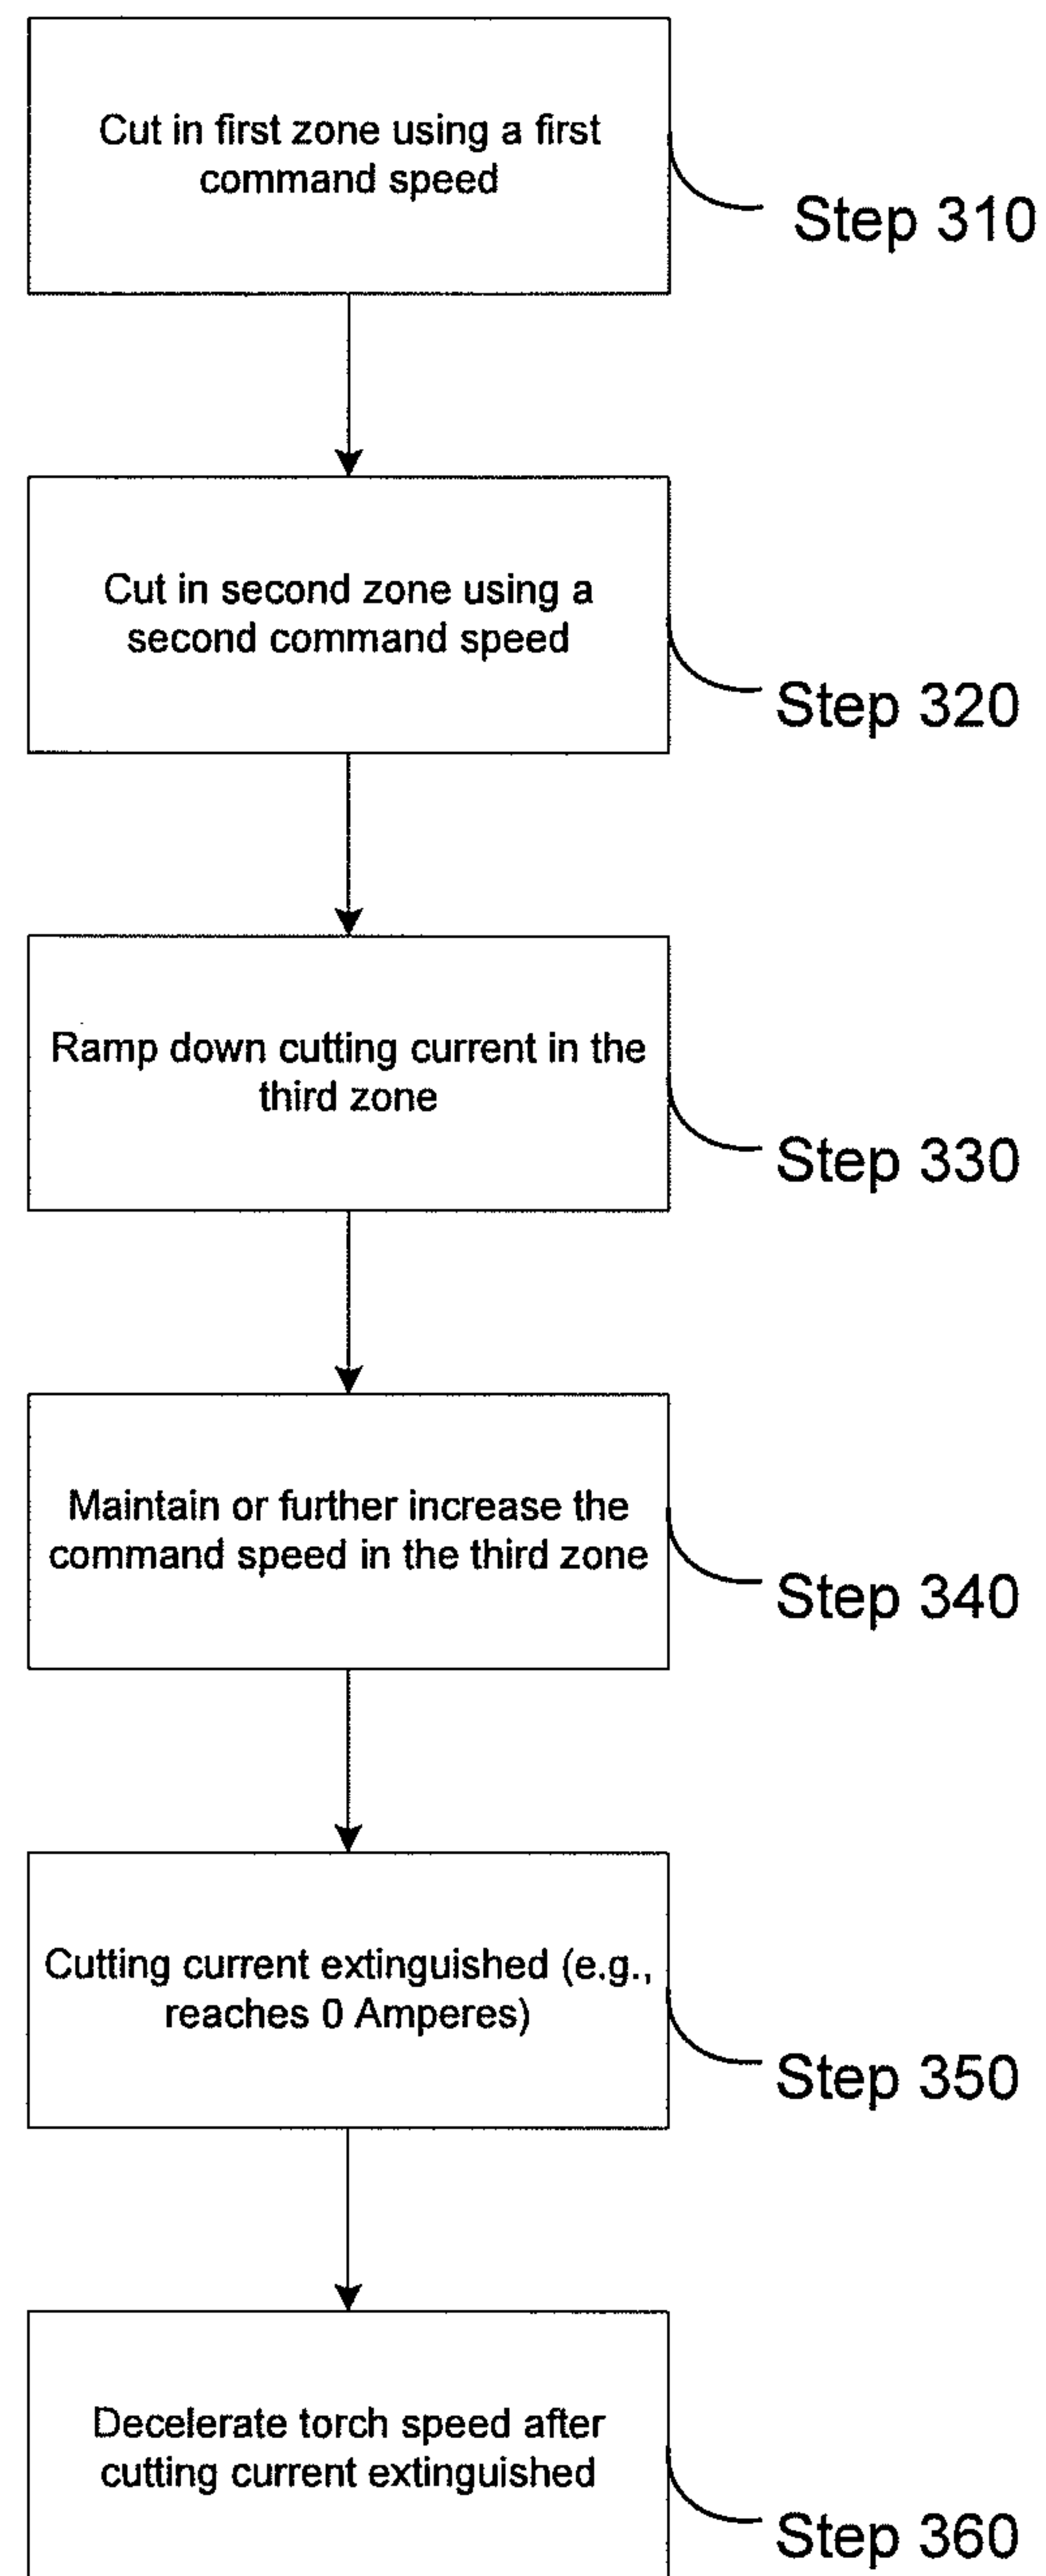 Cut in first zone using a first
command speed
Step 310
Cut in second zone using a
second command speed
Step 320
Ramp down cutting current in the
third zone
Step 330
Maintain or further increase the
command speed in the third zone
Step 340
Cutting current extinguished (e.g.,
reaches 0 Amperes)
Step 350
Decelerate torch speed after
cutting current extinguished
Step 360